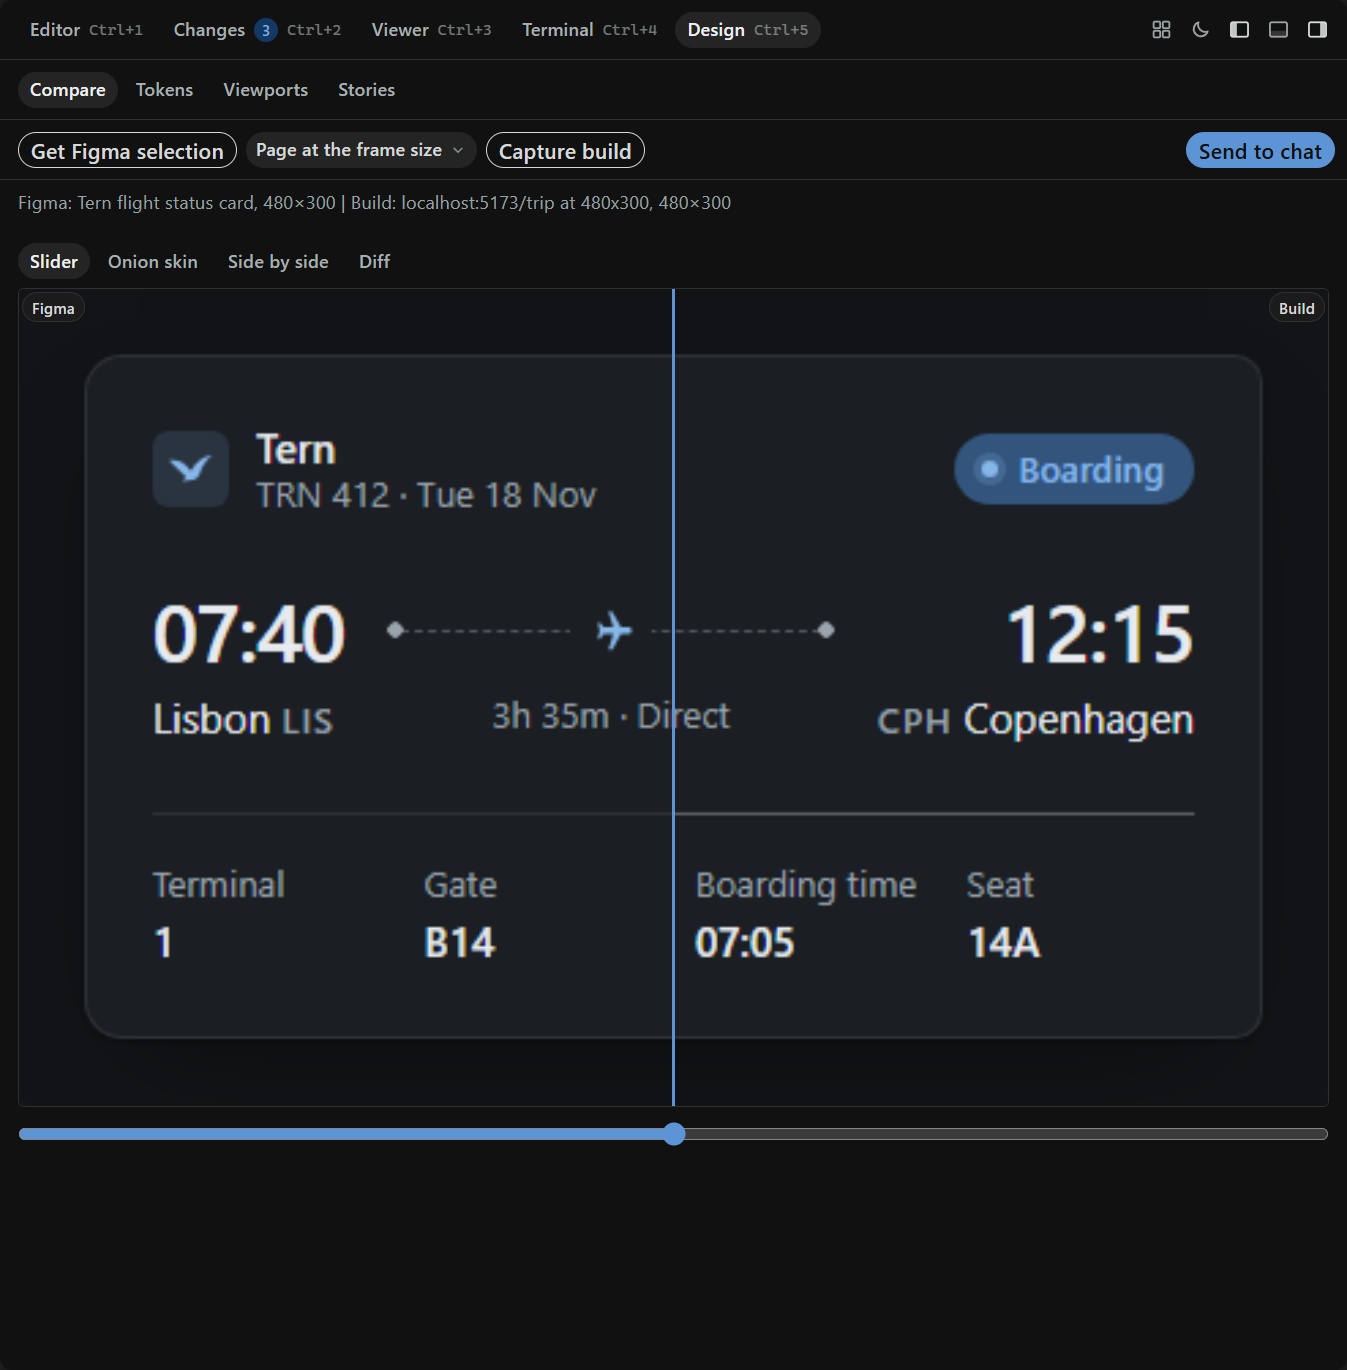 Editor Ctrl+1 Changes 3 Ctrl+2 Viewer Ctrl+3 Terminal Ctrl+4 Design Ctrl+5
Compare Tokens Viewports Stories
Get Figma selection Page at the frame size Capture build Send to chat
Figma: Tern flight status card, 480×300 | Build: localhost:5173/trip at 480x300, 480×300
Slider Onion skin Side by side Diff
Figma Build
Tern
TRN 412 · Tue 18 Nov
Boarding
07:40 12:15
Lisbon LIS 3h 35m · Direct CPH Copenhagen
Terminal Gate Boarding time Seat
1 B14 07:05 14A